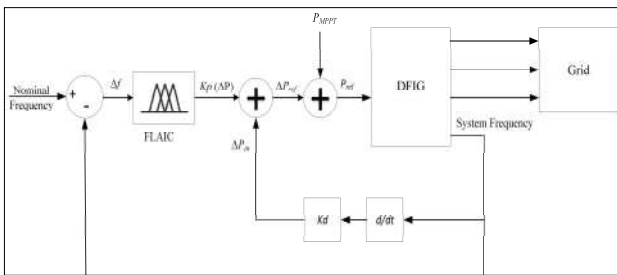 P_MPPT
Nominal
Frequency
+
-
Δf
FLAIC
Kp (ΔP)
+
ΔP_ref
+
P_ref
DFIG
Grid
System Frequency
ΔP_in
Kd
d/dt